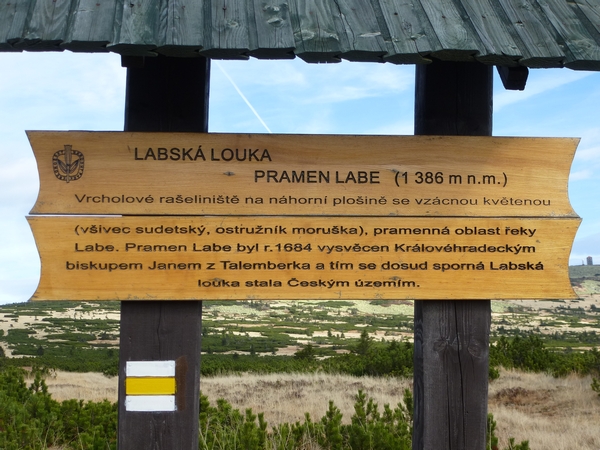 LABSKÁ LOUKA
PRAMEN LABE (1 386 m n.m.)
Vrcholové rašeliniště na náhorní plošině se vzácnou květenou
(všivec sudetský, ostružník moruška), pramenná oblast řeky
Labe. Pramen Labe byl r.1684 vysvěcen Královéhradeckým
biskupem Janem z Talemberka a tím se dosud sporná Labská
louka stala Českým územím.